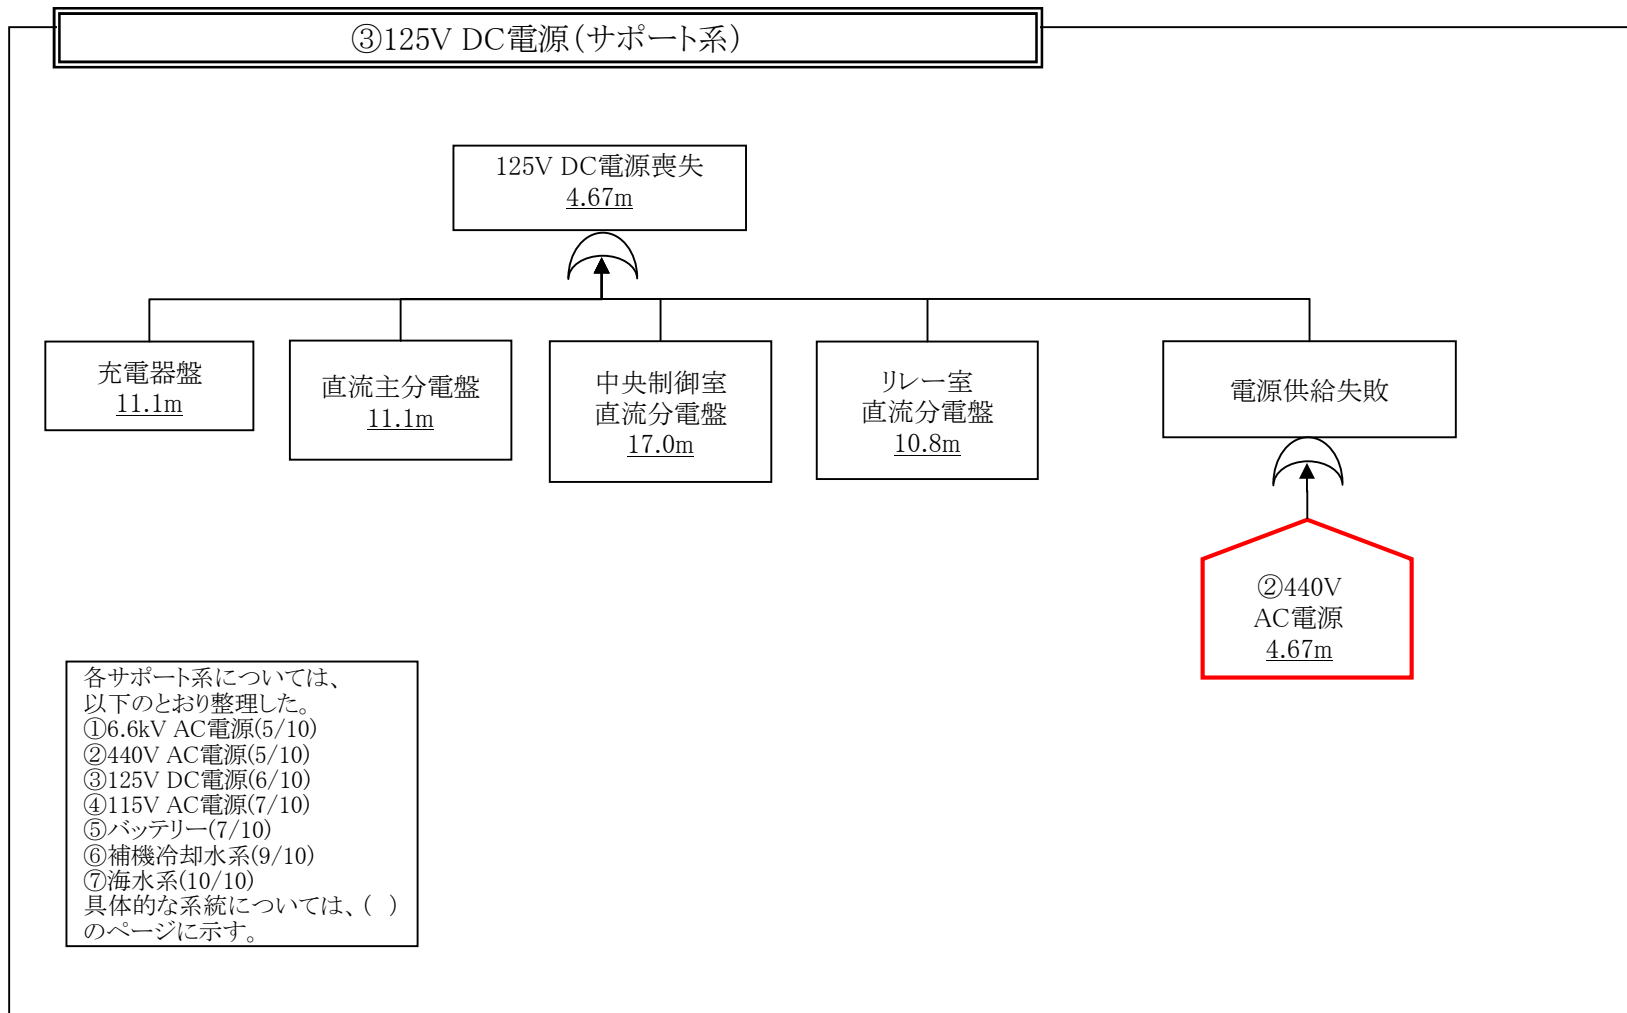 ③125V DC電源(サポート系)
125V DC電源喪失
4.67m
充電器盤
11.1m
直流主分電盤
11.1m
中央制御室
直流分電盤
17.0m
リレー室
直流分電盤
10.8m
電源供給失敗
②440V
AC電源
4.67m
各サポート系については、
以下のとおり整理した。
①6.6kV AC電源(5/10)
②440V AC電源(5/10)
③125V DC電源(6/10)
④115V AC電源(7/10)
⑤バッテリー(7/10)
⑥補機冷却水系(9/10)
⑦海水系(10/10)
具体的な系統については、( )
のページに示す。